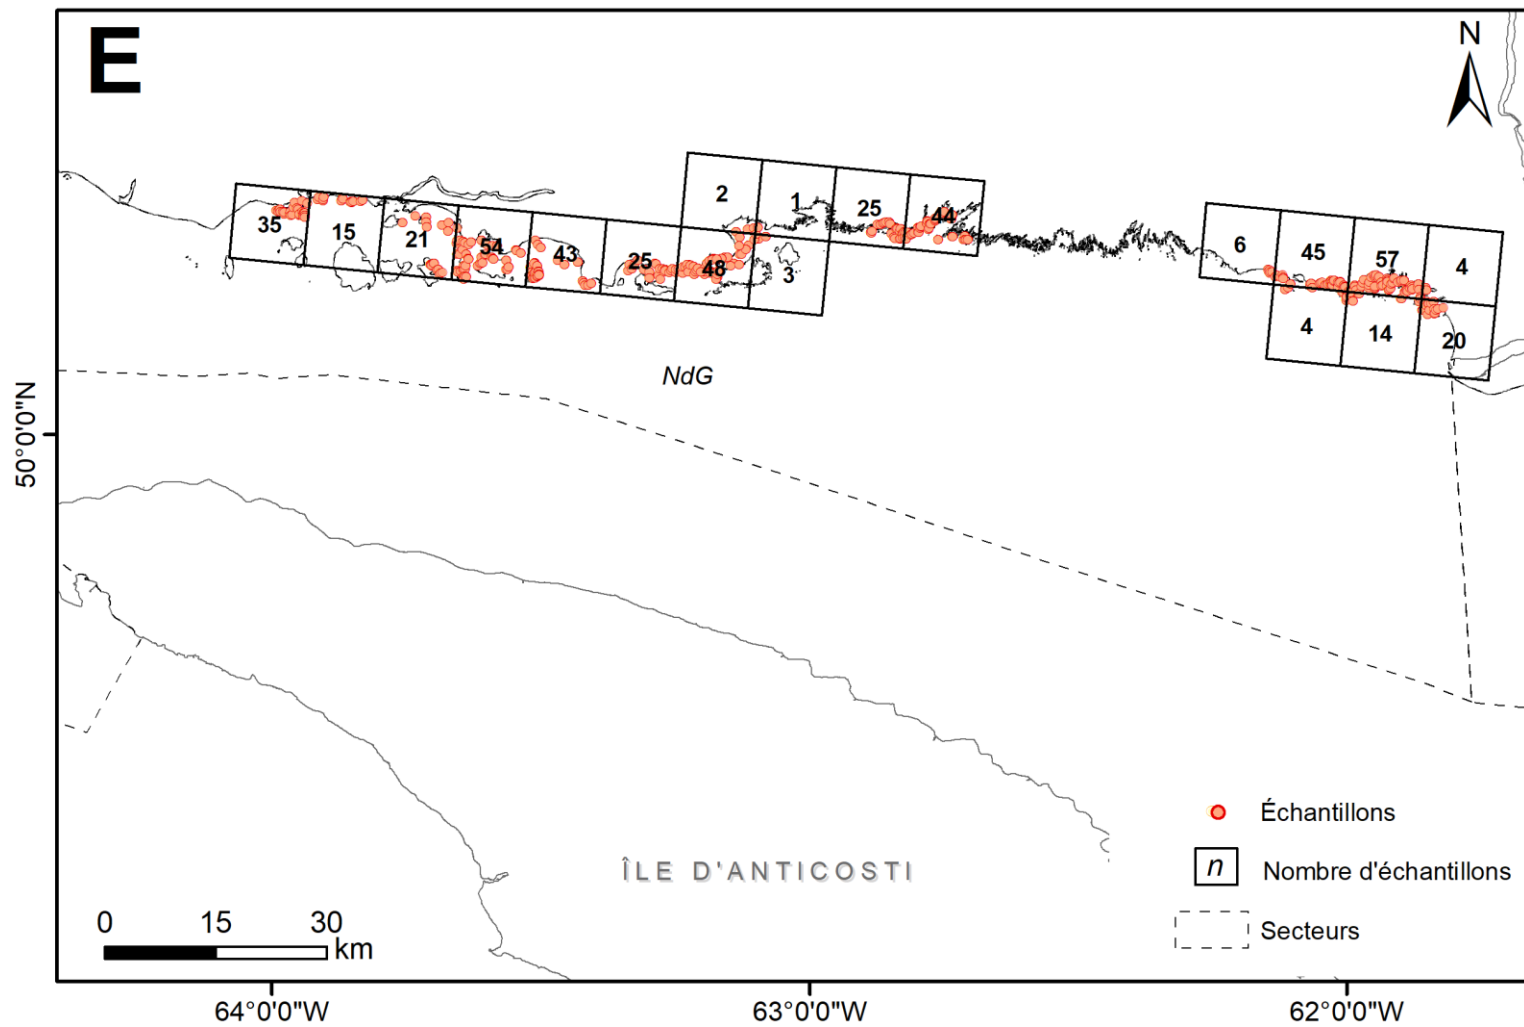 E
N
2
1
25
44
35
15
21
54
43
25
48
3
6
45
57
4
4
14
20
NdG
50°0'0"N
ÎLE D'ANTICOSTI
Échantillons
n Nombre d'échantillons
Secteurs
0 15 30
km
64°0'0"W 63°0'0"W 62°0'0"W